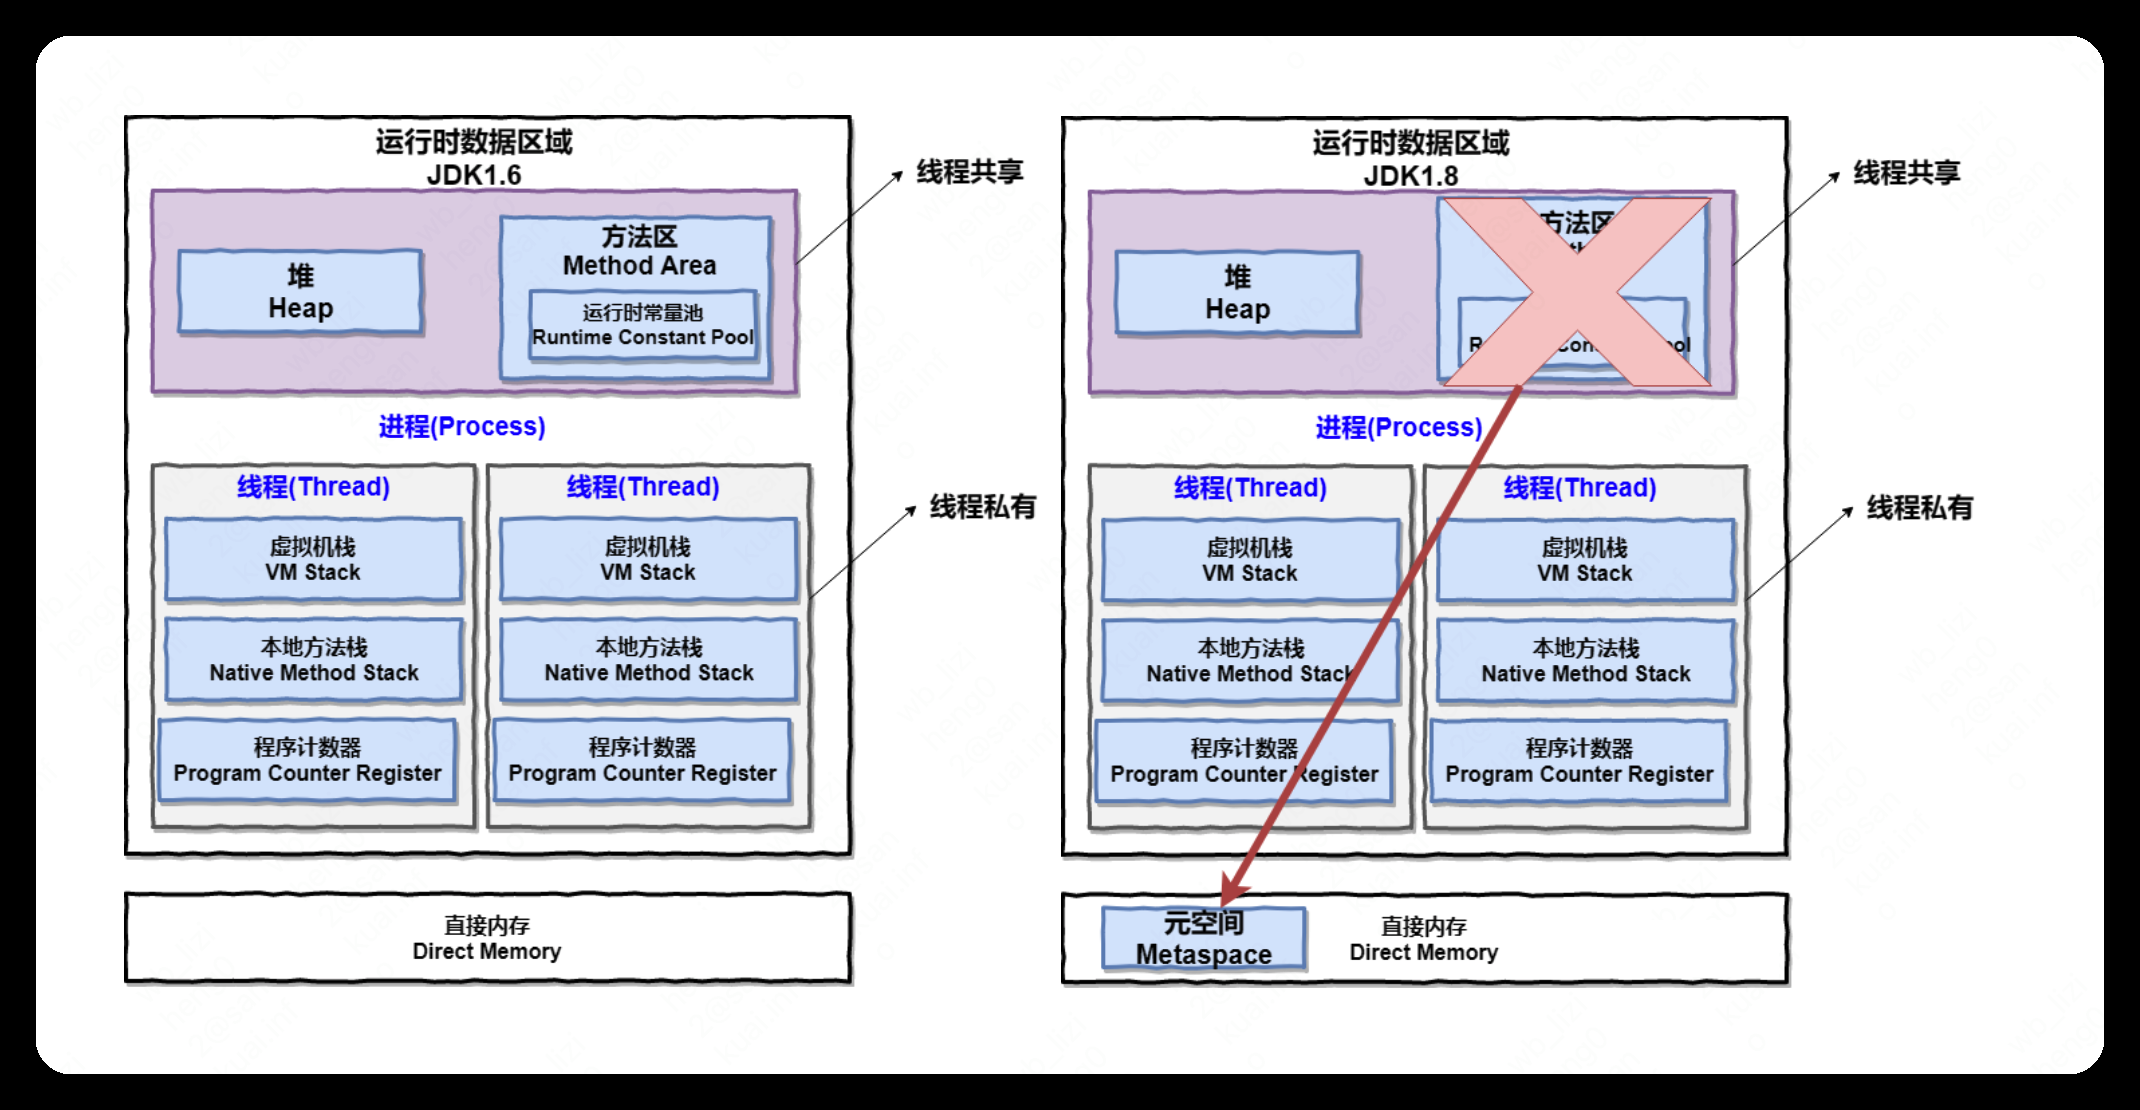 运行时数据区域
JDK1.6
线程共享
堆
Heap
方法区
Method Area
运行时常量池
Runtime Constant Pool
进程(Process)
线程(Thread)
虚拟机栈
VM Stack
本地方法栈
Native Method Stack
程序计数器
Program Counter Register
线程(Thread)
虚拟机栈
VM Stack
本地方法栈
Native Method Stack
程序计数器
Program Counter Register
线程私有
直接内存
Direct Memory
运行时数据区域
JDK1.8
线程共享
堆
Heap
方法区
进程(Process)
线程(Thread)
虚拟机栈
VM Stack
本地方法栈
Native Method Stack
程序计数器
Program Counter Register
线程(Thread)
虚拟机栈
VM Stack
本地方法栈
Native Method Stack
程序计数器
Program Counter Register
线程私有
元空间
Metaspace
直接内存
Direct Memory